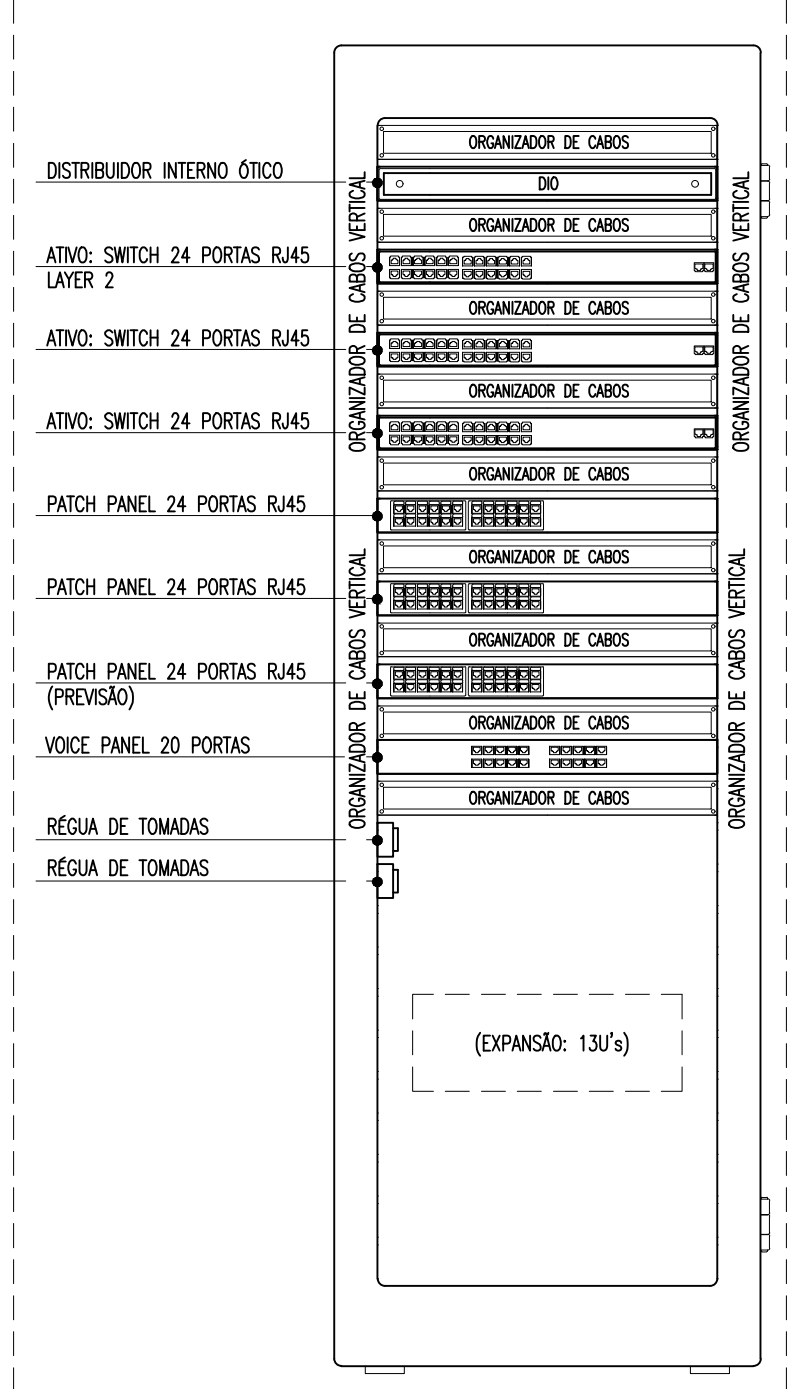 ORGANIZADOR DE CABOS
DISTRIBUIDOR INTERNO ÓTICO
DIO
ORGANIZADOR DE CABOS
ATIVO: SWITCH 24 PORTAS RJ45
LAYER 2
ORGANIZADOR DE CABOS
ATIVO: SWITCH 24 PORTAS RJ45
ORGANIZADOR DE CABOS
ATIVO: SWITCH 24 PORTAS RJ45
ORGANIZADOR DE CABOS VERTICAL
ORGANIZADOR DE CABOS VERTICAL
ORGANIZADOR DE CABOS
PATCH PANEL 24 PORTAS RJ45
ORGANIZADOR DE CABOS
PATCH PANEL 24 PORTAS RJ45
ORGANIZADOR DE CABOS
PATCH PANEL 24 PORTAS RJ45
(PREVISÃO)
ORGANIZADOR DE CABOS
VOICE PANEL 20 PORTAS
ORGANIZADOR DE CABOS
ORGANIZADOR DE CABOS VERTICAL
ORGANIZADOR DE CABOS VERTICAL
RÉGUA DE TOMADAS
RÉGUA DE TOMADAS
(EXPANSÃO: 13U's)